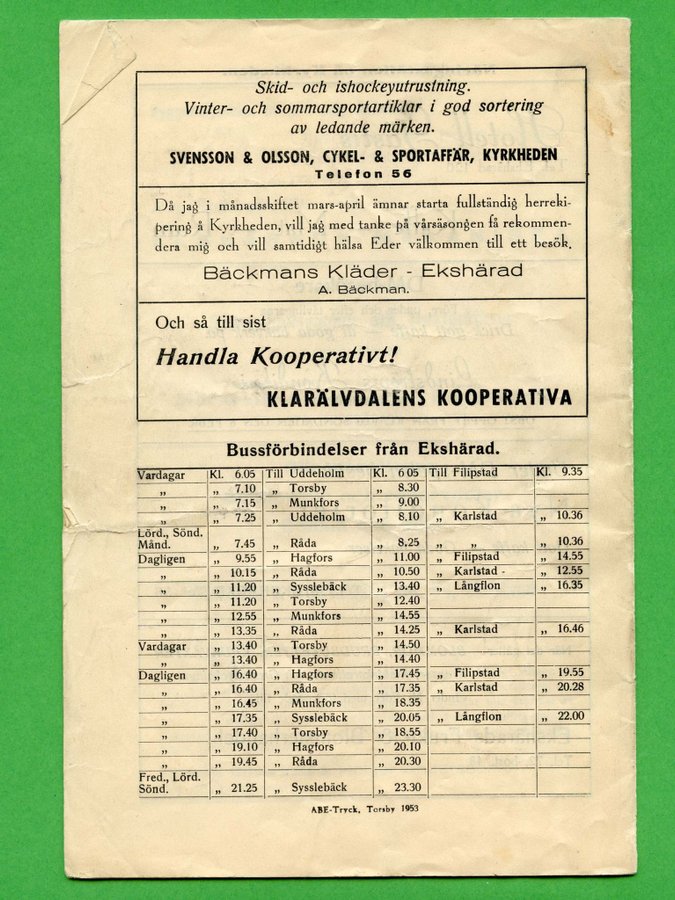 Skid- och ishockeyutrustning.
Vinter- och sommarsportartiklar i god sortering
av ledande märken.
SVENSSON & OLSSON, CYKEL- & SPORTAFFÄR, KYRKHEDEN
Telefon 56
Då jag i månadsskiftet mars-april ämnar starta fullständig herreki-
pering å Kyrkheden, vill jag med tanke på vårsäsongen få rekommen-
dera mig och vill samtidigt hälsa Eder välkommen till ett besök.
Bäckmans Kläder - Ekshärad
A. Bäckman.
Och så till sist
Handla Kooperativt!
KLARÄLVDALENS KOOPERATIVA
Bussförbindelser från Ekshärad.
Vardagar Kl. 6.05 Till Uddeholm Kl. 6 05 Till Filipstad Kl. 9.35
„ „ 7.10 „ Torsby „ 8.30
„ „ 7.15 „ Munkfors „ 9.00
„ „ 7.25 „ Uddeholm „ 8.10 „ Karlstad „ 10.36
Lörd., Sönd.
Månd. „ 7.45 „ Råda „ 8.25 „ „ „ 10.36
Dagligen „ 9.55 „ Hagfors „ 11.00 „ Filipstad „ 14.55
„ „ 10.15 „ Råda „ 10.50 „ Karlstad - „ 12.55
„ „ 11.20 „ Sysslebäck „ 13.40 „ Långflon „ 16.35
„ „ 11.20 „ Torsby „ 12.40
„ „ 12.55 „ Munkfors „ 14.55
„ „ 13.35 „ Råda „ 14.25 „ Karlstad „ 16.46
Vardagar „ 13.40 „ Torsby „ 14.50
„ „ 13.40 „ Hagfors „ 14.40
Dagligen „ 16.40 „ Hagfors „ 17.45 „ Filipstad „ 19.55
„ „ 16.40 „ Råda „ 17.35 „ Karlstad „ 20.28
„ „ 16.45 „ Munkfors „ 18.35
„ „ 17.35 „ Sysslebäck „ 20.05 „ Långflon „ 22.00
„ „ 17.40 „ Torsby „ 18.55
„ „ 19.10 „ Hagfors „ 20.10
„ „ 19.45 „ Råda „ 20.30
Fred., Lörd.
Sönd. „ 21.25 „ Sysslebäck „ 23.30
ABE-Tryck, Torsby 1953